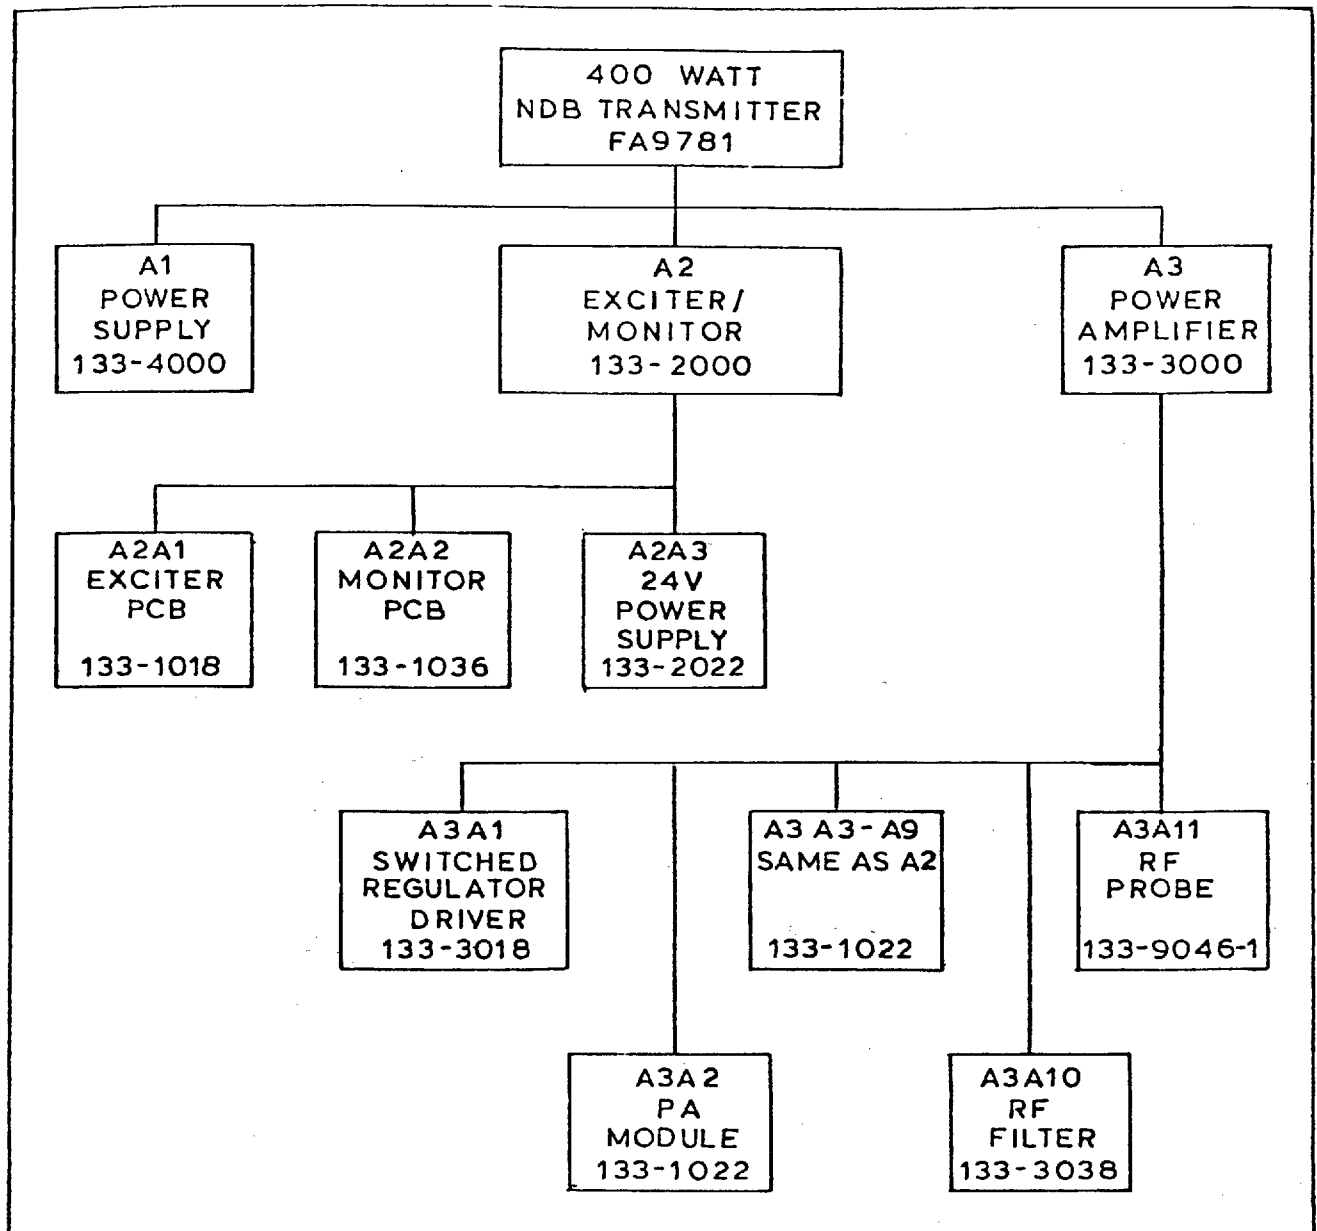 400 WATT
NDB TRANSMITTER
FA9781
A1
POWER
SUPPLY
133-4000
A2
EXCITER/
MONITOR
133-2000
A3
POWER
AMPLIFIER
133-3000
A2A1
EXCITER
PCB
133-1018
A2A2
MONITOR
PCB
133-1036
A2A3
24V
POWER
SUPPLY
133-2022
A3A1
SWITCHED
REGULATOR
DRIVER
133-3018
A3 A3-A9
SAME AS A2
133-1022
A3A11
RF
PROBE
133-9046-1
A3A2
PA
MODULE
133-1022
A3A10
RF
FILTER
133-3038